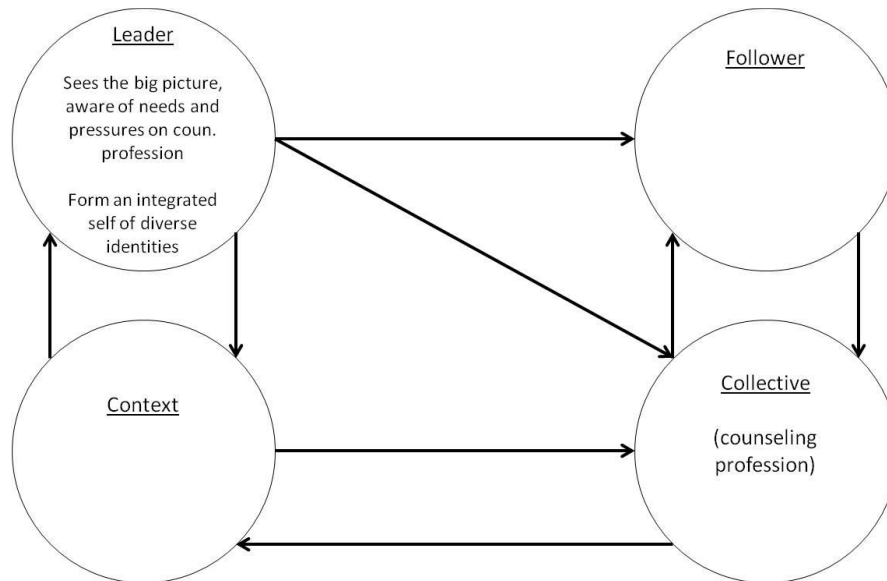 Leader
Sees the big picture,
aware of needs and
pressures on coun.
profession
Form an integrated
self of diverse
identities
Follower
Context
Collective
(counseling
profession)